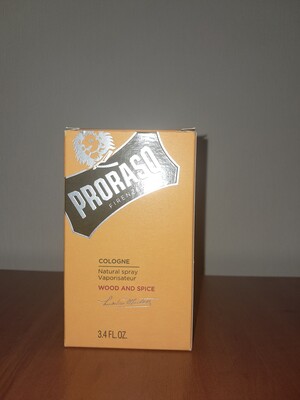 PRORASO
FIRENZE
COLOGNE
Natural spray
Vaporisateur
WOOD AND SPICE
3.4 FL. OZ.